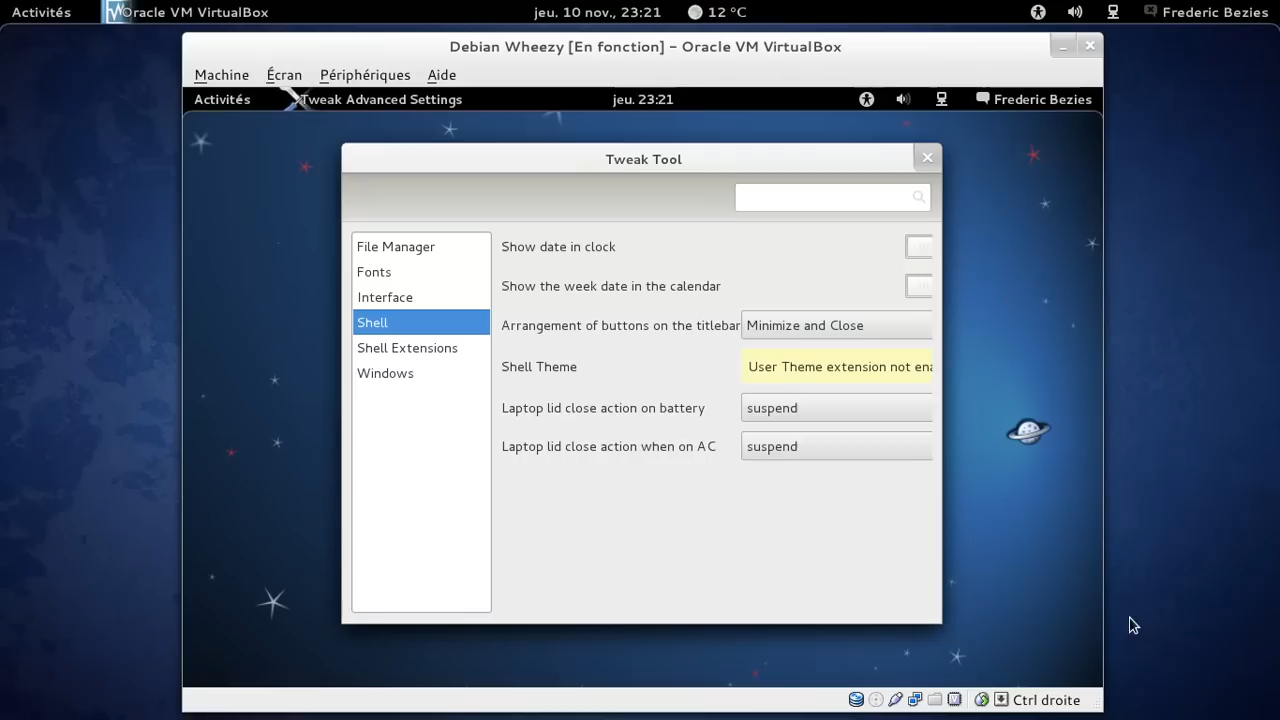 Activités Oracle VM VirtualBox jeu. 10 nov., 23:21 12 °C Frederic Bezies
Debian Wheezy [En fonction] – Oracle VM VirtualBox
Machine Écran Périphériques Aide
Activités Tweak Advanced Settings jeu. 23:21 Frederic Bezies
Tweak Tool
File Manager
Fonts
Interface
Shell
Shell Extensions
Windows
Show date in clock
Show the week date in the calendar
Arrangement of buttons on the titlebar Minimize and Close
Shell Theme User Theme extension not ena
Laptop lid close action on battery suspend
Laptop lid close action when on AC suspend
Ctrl droite